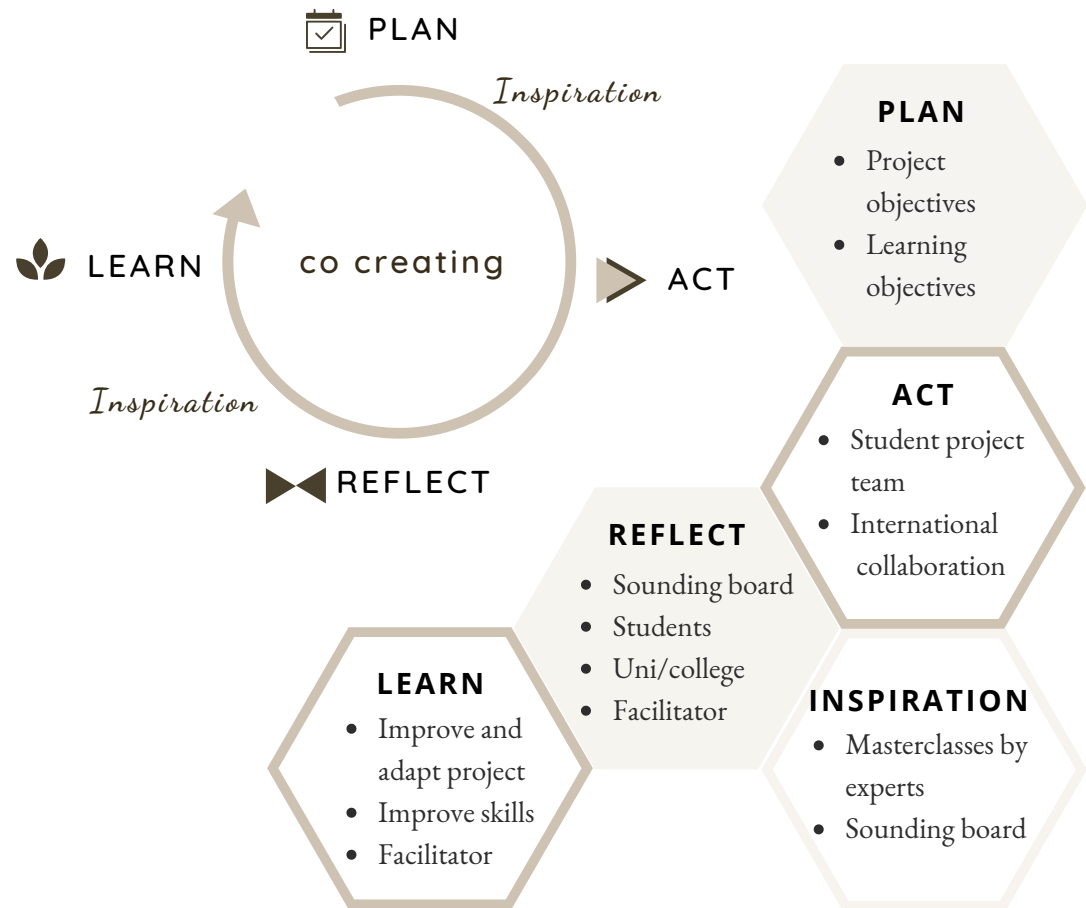 PLAN
Inspiration
LEARN
co creating
ACT
Inspiration
REFLECT
PLAN
• Project
objectives
• Learning
objectives
ACT
• Student project
team
• International
collaboration
REFLECT
• Sounding board
• Students
• Uni/college
• Facilitator
LEARN
• Improve and
adapt project
• Improve skills
• Facilitator
INSPIRATION
• Masterclasses by
experts
• Sounding board